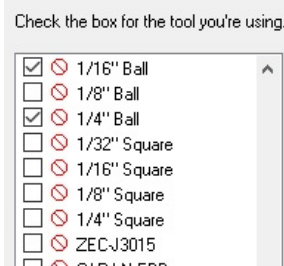 Check the box for the tool you're using.
1/16" Ball
1/8" Ball
1/4" Ball
1/32" Square
1/16" Square
1/8" Square
1/4" Square
ZEC-J3015